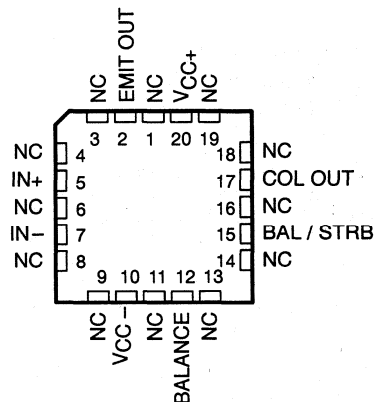 NC
EMIT OUT
NC
VCC+
NC
3 2 1 20 19
NC 4
18 NC
IN+ 5
17 COL OUT
NC 6
16 NC
IN− 7
15 BAL / STRB
NC 8
14 NC
9 10 11 12 13
NC
VCC−
NC
BALANCE
NC